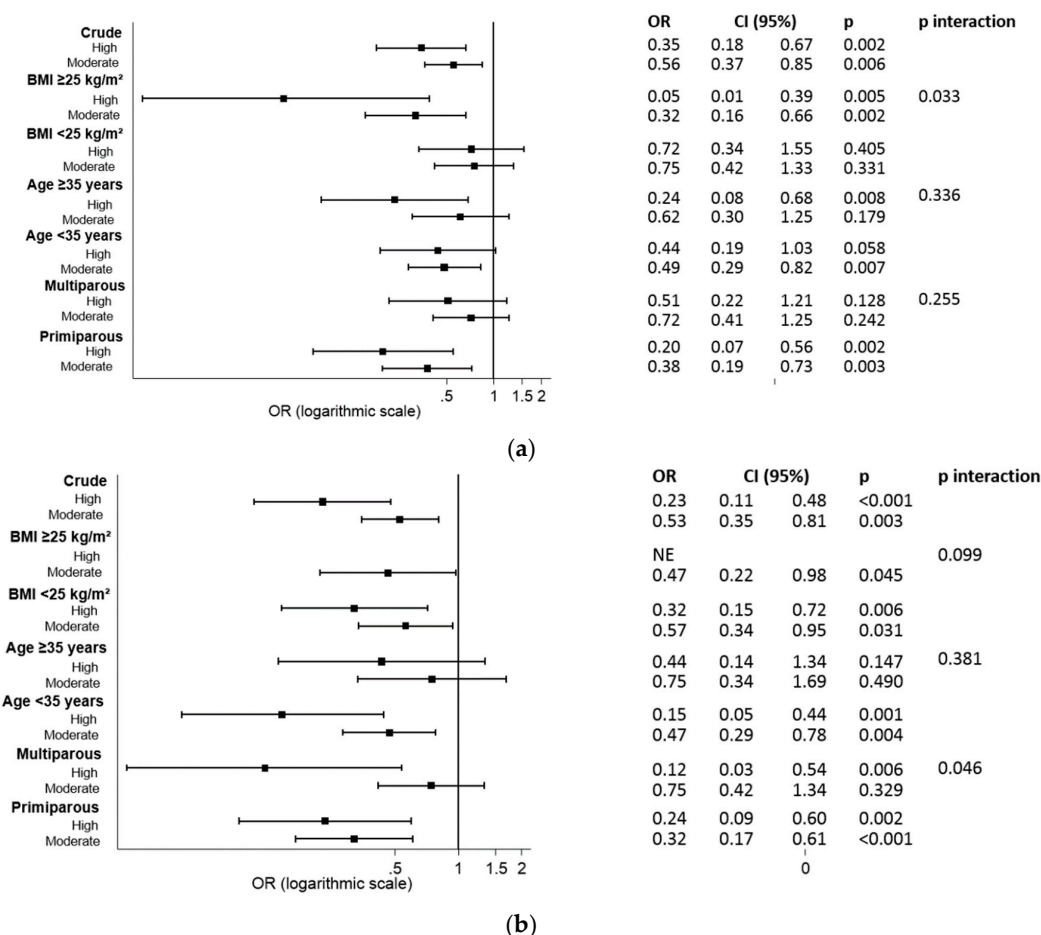 OR CI (95%) p p interaction
Crude
High 0.35 0.18 0.67 0.002
Moderate 0.56 0.37 0.85 0.006
BMI ≥25 kg/m²
High 0.05 0.01 0.39 0.005 0.033
Moderate 0.32 0.16 0.66 0.002
BMI <25 kg/m²
High 0.72 0.34 1.55 0.405
Moderate 0.75 0.42 1.33 0.331
Age ≥35 years
High 0.24 0.08 0.68 0.008 0.336
Moderate 0.62 0.30 1.25 0.179
Age <35 years
High 0.44 0.19 1.03 0.058
Moderate 0.49 0.29 0.82 0.007
Multiparous
High 0.51 0.22 1.21 0.128 0.255
Moderate 0.72 0.41 1.25 0.242
Primiparous
High 0.20 0.07 0.56 0.002
Moderate 0.38 0.19 0.73 0.003
.5 1 1.5 2
OR (logarithmic scale)
(a)
OR CI (95%) p p interaction
Crude
High 0.23 0.11 0.48 <0.001
Moderate 0.53 0.35 0.81 0.003
BMI ≥25 kg/m²
High NE 0.099
Moderate 0.47 0.22 0.98 0.045
BMI <25 kg/m²
High 0.32 0.15 0.72 0.006
Moderate 0.57 0.34 0.95 0.031
Age ≥35 years
High 0.44 0.14 1.34 0.147 0.381
Moderate 0.75 0.34 1.69 0.490
Age <35 years
High 0.15 0.05 0.44 0.001
Moderate 0.47 0.29 0.78 0.004
Multiparous
High 0.12 0.03 0.54 0.006 0.046
Moderate 0.75 0.42 1.34 0.329
Primiparous
High 0.24 0.09 0.60 0.002
Moderate 0.32 0.17 0.61 <0.001
.5 1 1.5 2 0
OR (logarithmic scale)
(b)